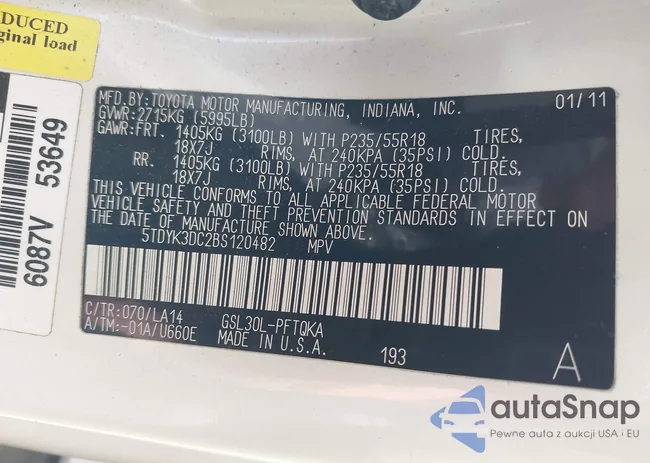 DUCED
ginal load
6087V 53649
MFD. BY:TOYOTA MOTOR MANUFACTURING, INDIANA, INC. 01/11
GVWR:2715KG (5995LB)
GAWR:FRT. 1405KG (3100LB) WITH P235/55R18 TIRES,
18X7J RIMS, AT 240KPA (35PSI) COLD.
RR. 1405KG (3100LB) WITH P235/55R18 TIRES,
18X7J RIMS, AT 240KPA (35PSI) COLD.
THIS VEHICLE CONFORMS TO ALL APPLICABLE FEDERAL MOTOR
VEHICLE SAFETY AND THEFT PREVENTION STANDARDS IN EFFECT ON
THE DATE OF MANUFACTURE SHOWN ABOVE.
5TDYK3DC2BS120482 MPV
C/TR:070/LA14 GSL30L-PFTQKA
A/TM:-01A/U660E MADE IN U.S.A. 193 A
autaSnap
Pewne auta z aukcji USA i EU